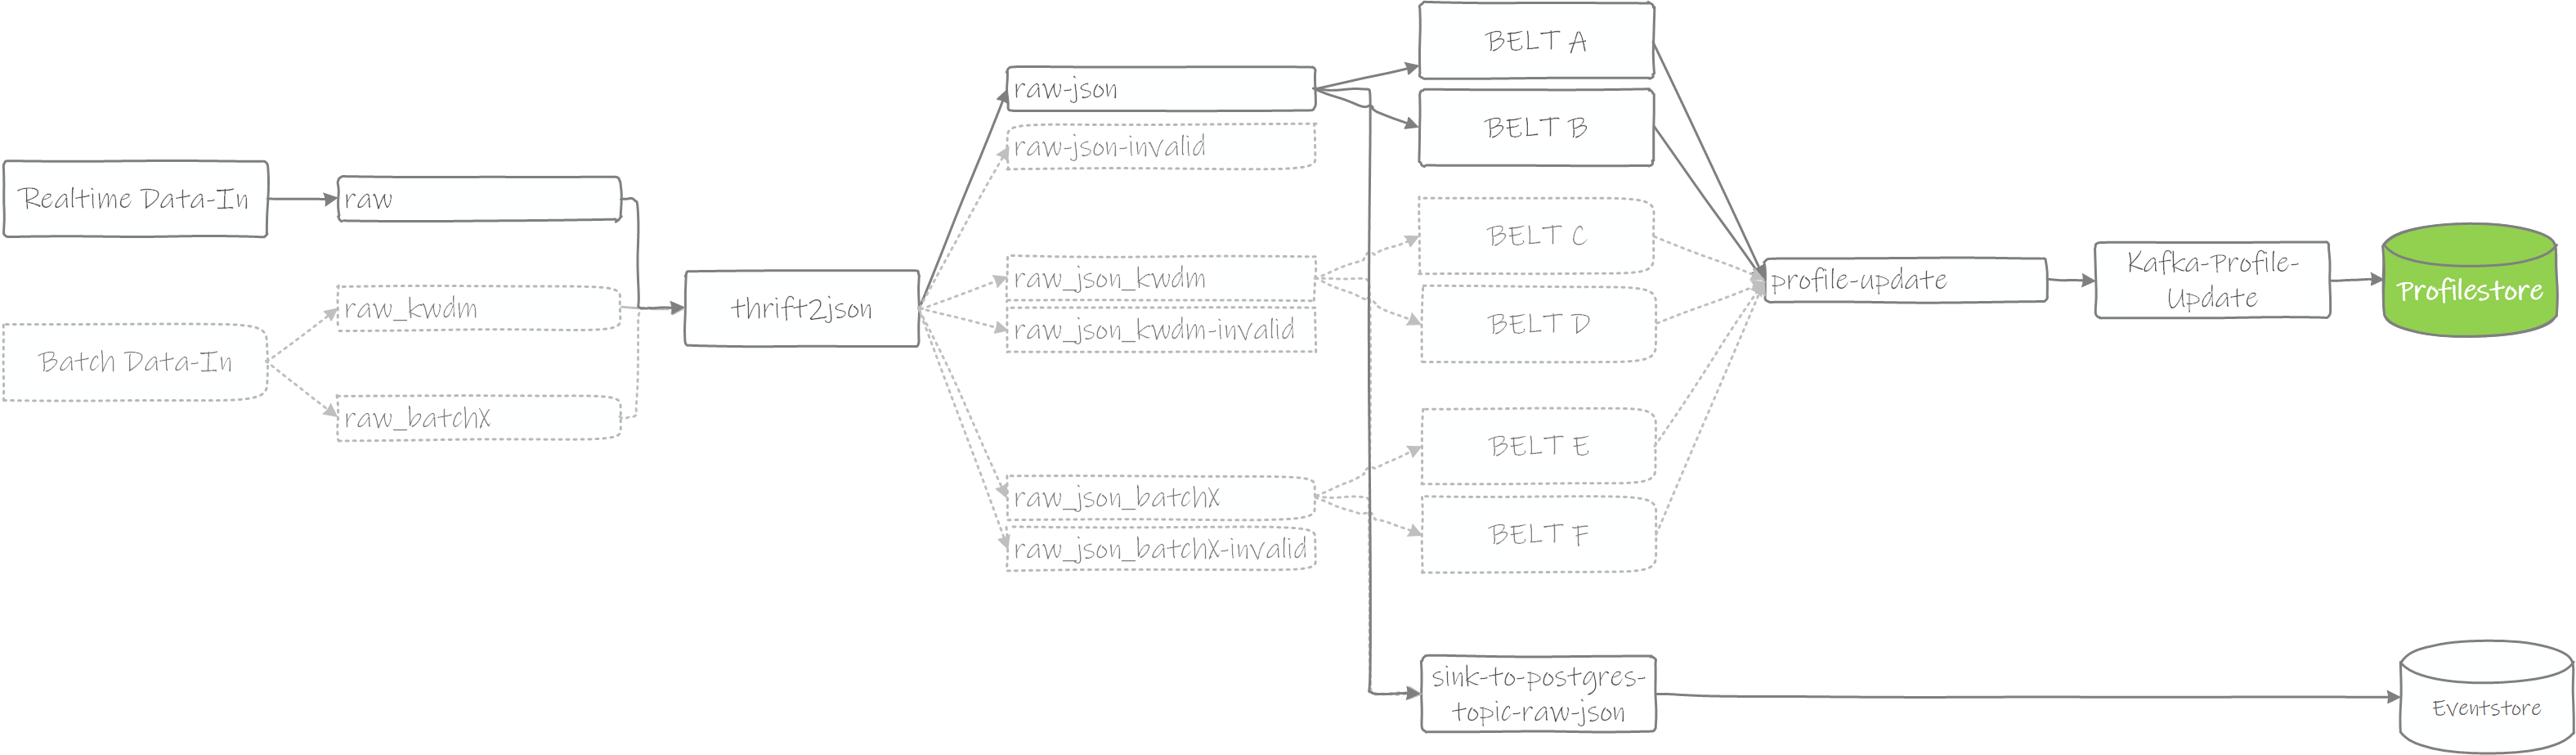 Realtime Data-In
Batch Data-In
raw
raw_kwdm
raw_batchX
thrift2json
raw-json
raw-json-invalid
raw_json_kwdm
raw_json_kwdm-invalid
raw_json_batchX
raw_json_batchX-invalid
BELT A
BELT B
BELT C
BELT D
BELT E
BELT F
sink-to-postgres-
topic-raw-json
profile-update
Kafka-Profile-
Update
Profilestore
Eventstore